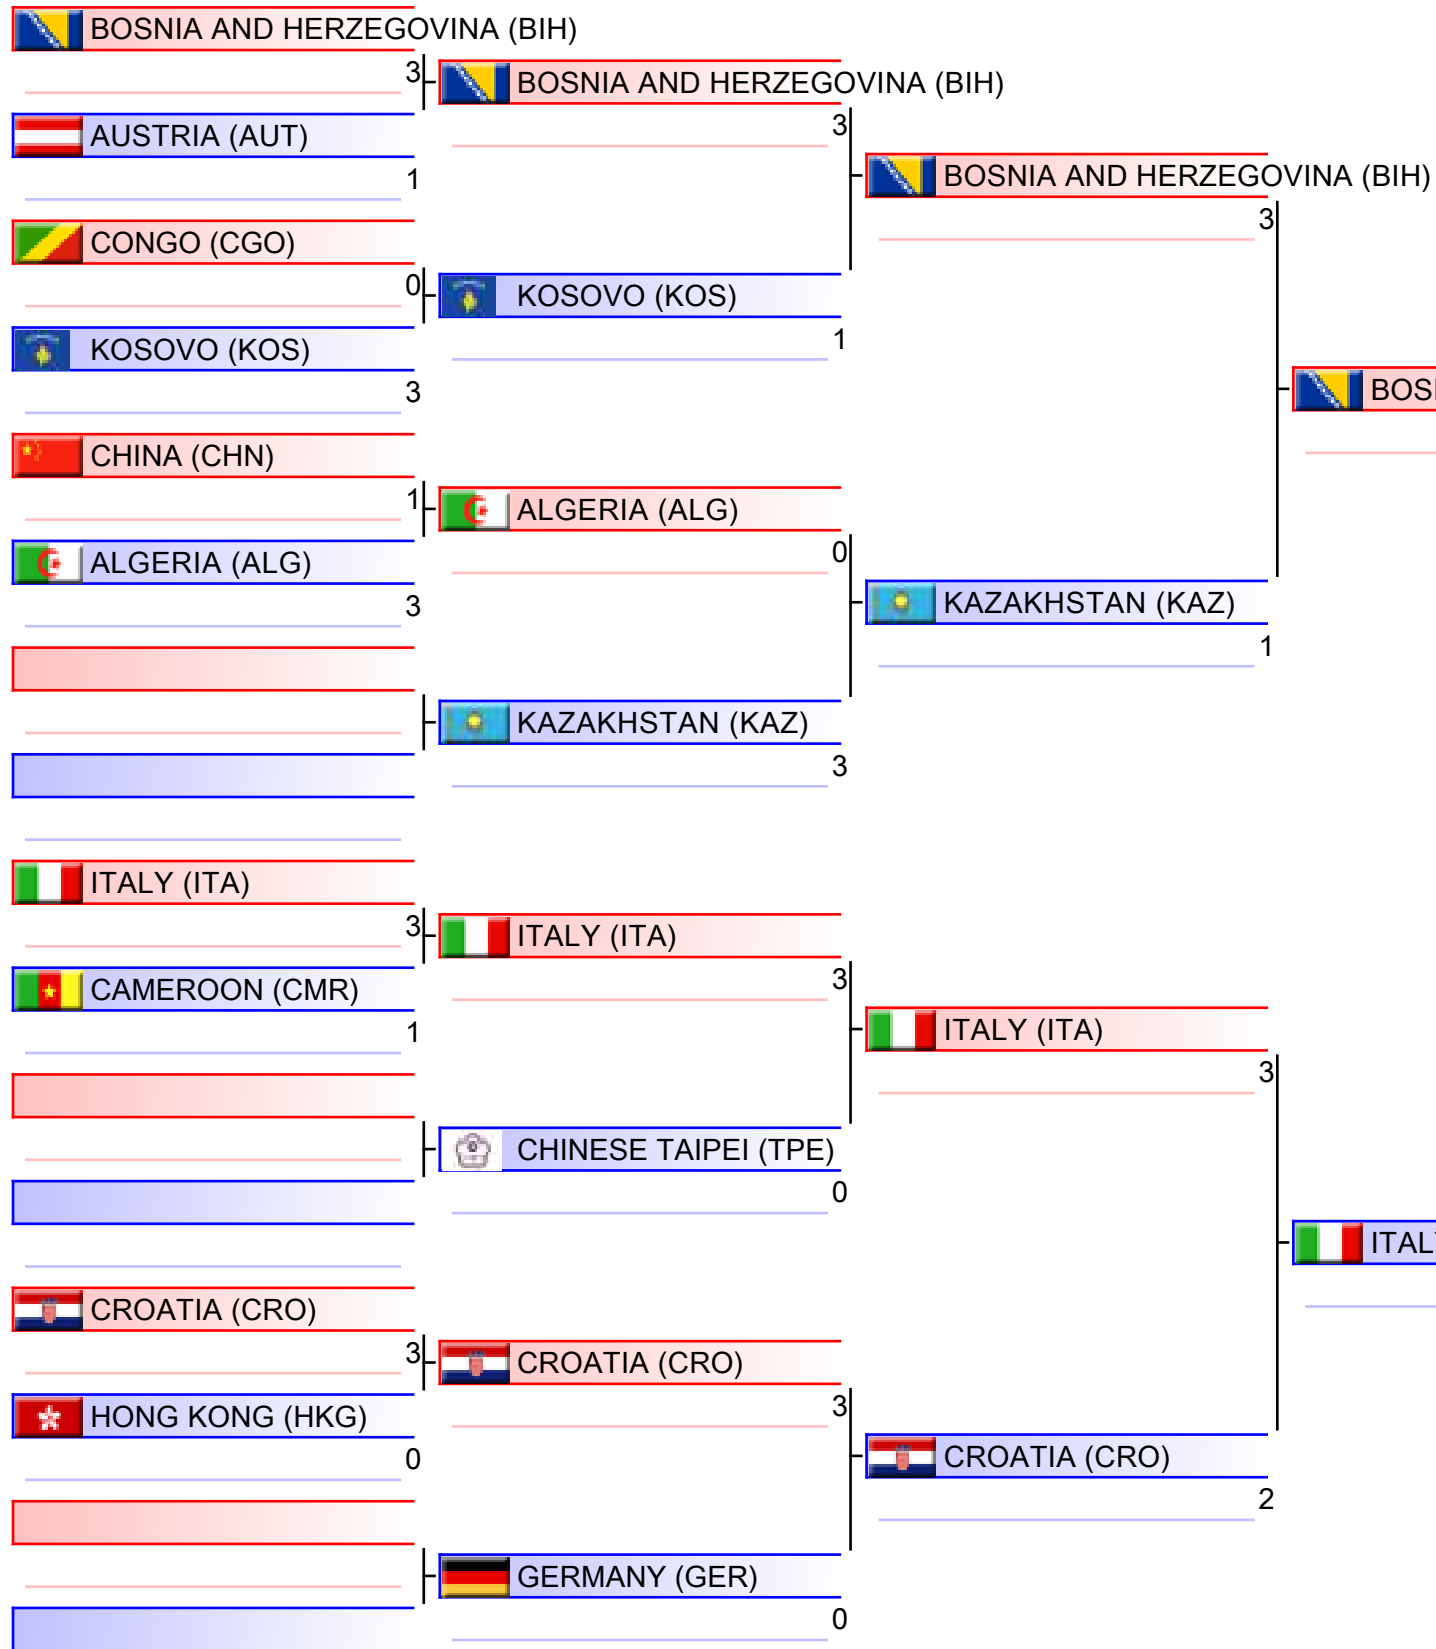 BOSNIA AND HERZEGOVINA (BIH)
3
AUSTRIA (AUT)
1
CONGO (CGO)
0
KOSOVO (KOS)
3
CHINA (CHN)
1
ALGERIA (ALG)
3
ITALY (ITA)
3
CAMEROON (CMR)
1
CROATIA (CRO)
3
HONG KONG (HKG)
0
BOSNIA AND HERZEGOVINA (BIH)
3
KOSOVO (KOS)
1
ALGERIA (ALG)
0
KAZAKHSTAN (KAZ)
3
ITALY (ITA)
3
CHINESE TAIPEI (TPE)
0
CROATIA (CRO)
3
GERMANY (GER)
0
BOSNIA AND HERZEGOVINA (BIH)
3
KAZAKHSTAN (KAZ)
1
ITALY (ITA)
3
CROATIA (CRO)
2